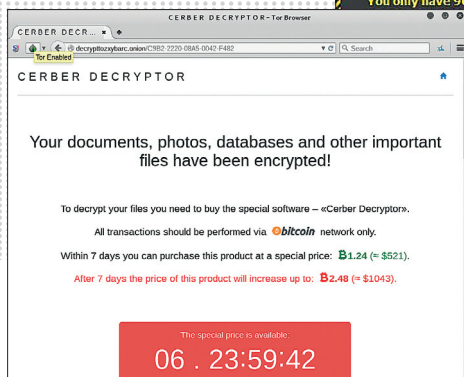 You only have 9
CERBER DECRYPTOR - Tor Browser
CERBER DECR...
decrypttozxybarc.onion/C9B2-2220-08A5-0042-F482
Search
Tor Enabled
CERBER DECRYPTOR
Your documents, photos, databases and other important
files have been encrypted!
To decrypt your files you need to buy the special software – «Cerber Decryptor».
All transactions should be performed via bitcoin network only.
Within 7 days you can purchase this product at a special price: ₿1.24 (≈ $521).
After 7 days the price of this product will increase up to: ₿2.48 (≈ $1043).
The special price is available:
06 . 23:59:42